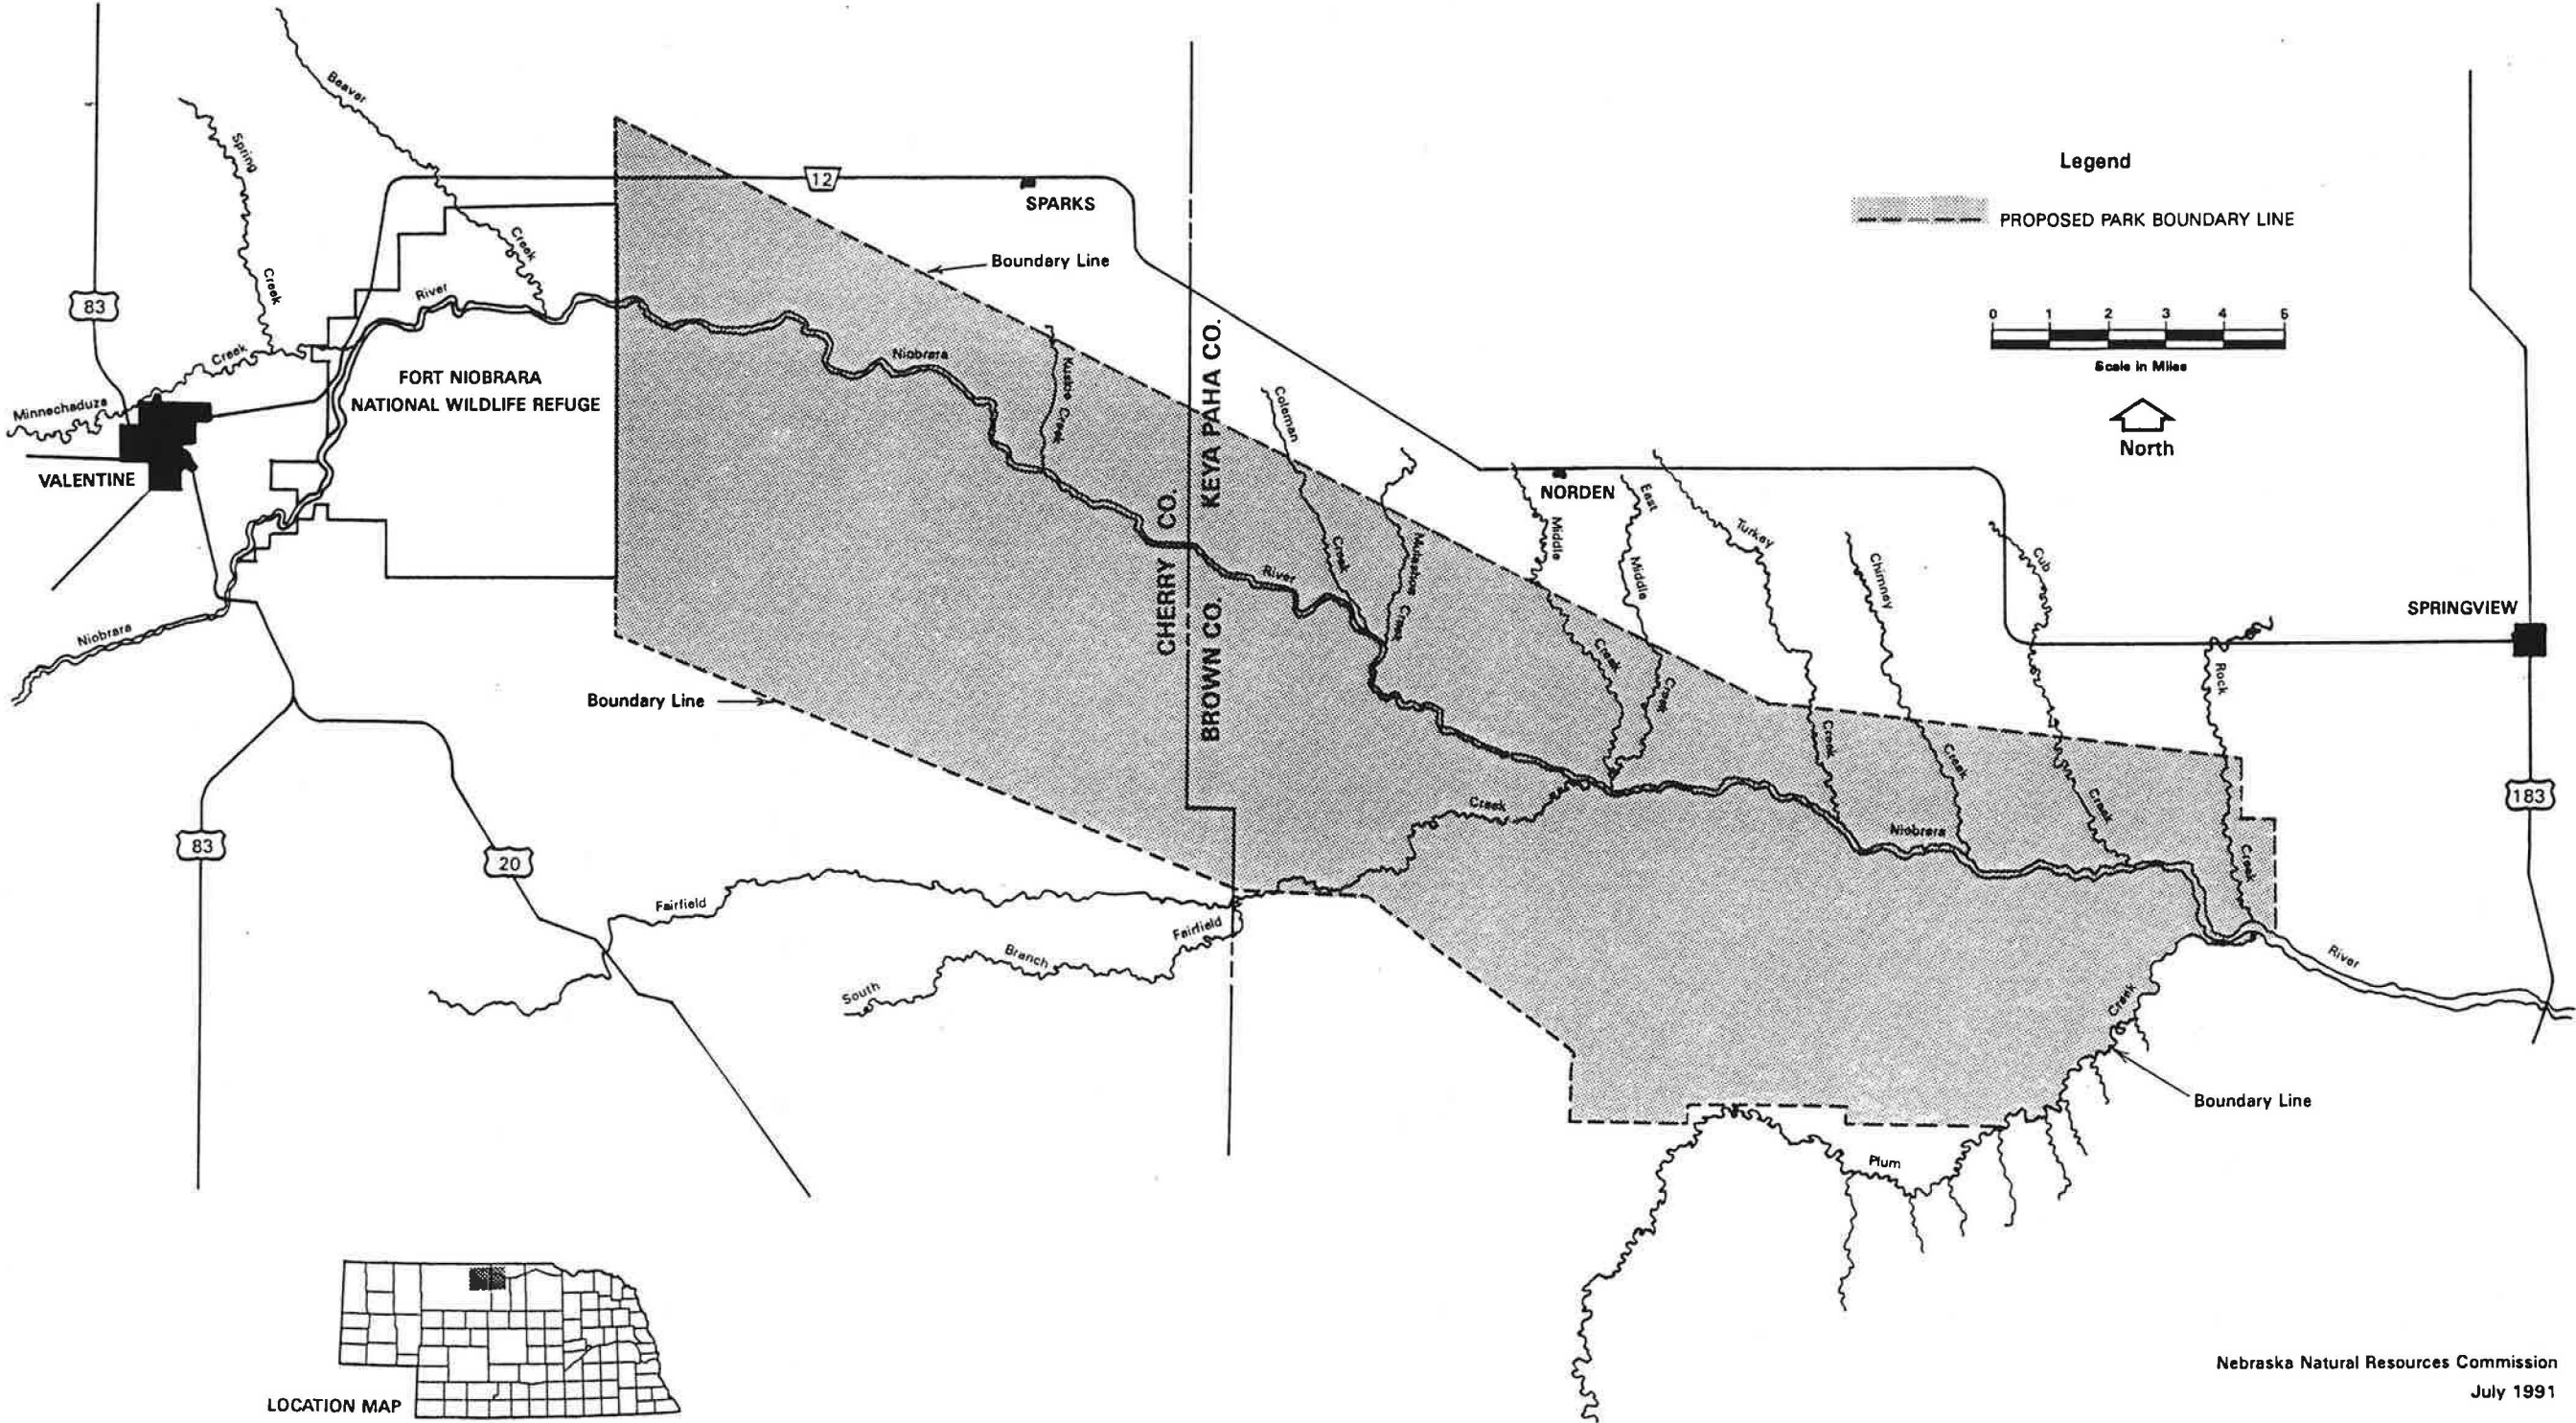 Beaver
Spring
12
SPARKS
Legend
PROPOSED PARK BOUNDARY LINE
Creek
Boundary Line
Creek
River
83
0 1 2 3 4 5
Scale in Miles
North
Creek
Minnechaduza
FORT NIOBRARA
NATIONAL WILDLIFE REFUGE
VALENTINE
Niobrara
Creek
KEYA PAHA CO.
CHERRY CO.
BROWN CO.
Coleman
Creek
Creek
NORDEN
Middle
Creek
East
Middle
Creek
Turkey
Creek
Chimney
Creek
Cub
Creek
Rock
Creek
SPRINGVIEW
183
River
Niobrara
Boundary Line
83
20
Creek
Niobrara
Fairfield
Fairfield
Branch
South
River
Creek
Boundary Line
Plum
LOCATION MAP
Nebraska Natural Resources Commission
July 1991